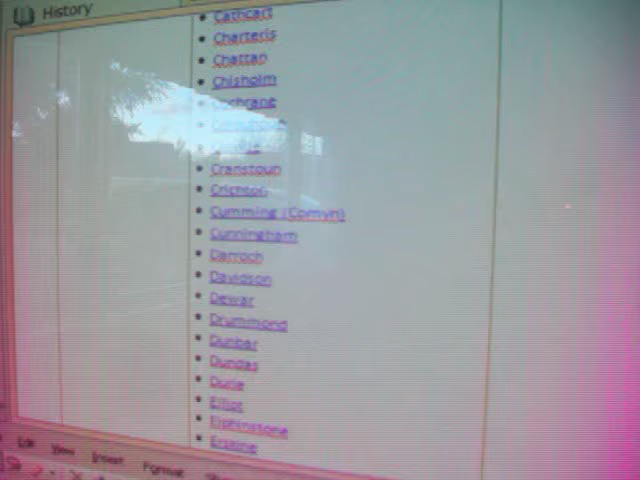 History
Cathcart
Charteris
Chattan
Chisholm
Cochrane
Cranstoun
Crichton
Cumming (Comyn)
Cunningham
Darroch
Davidson
Dewar
Drummond
Dunbar
Dundas
Durie
Elliot
Elphinstone
Erskine
Edit View Insert Format